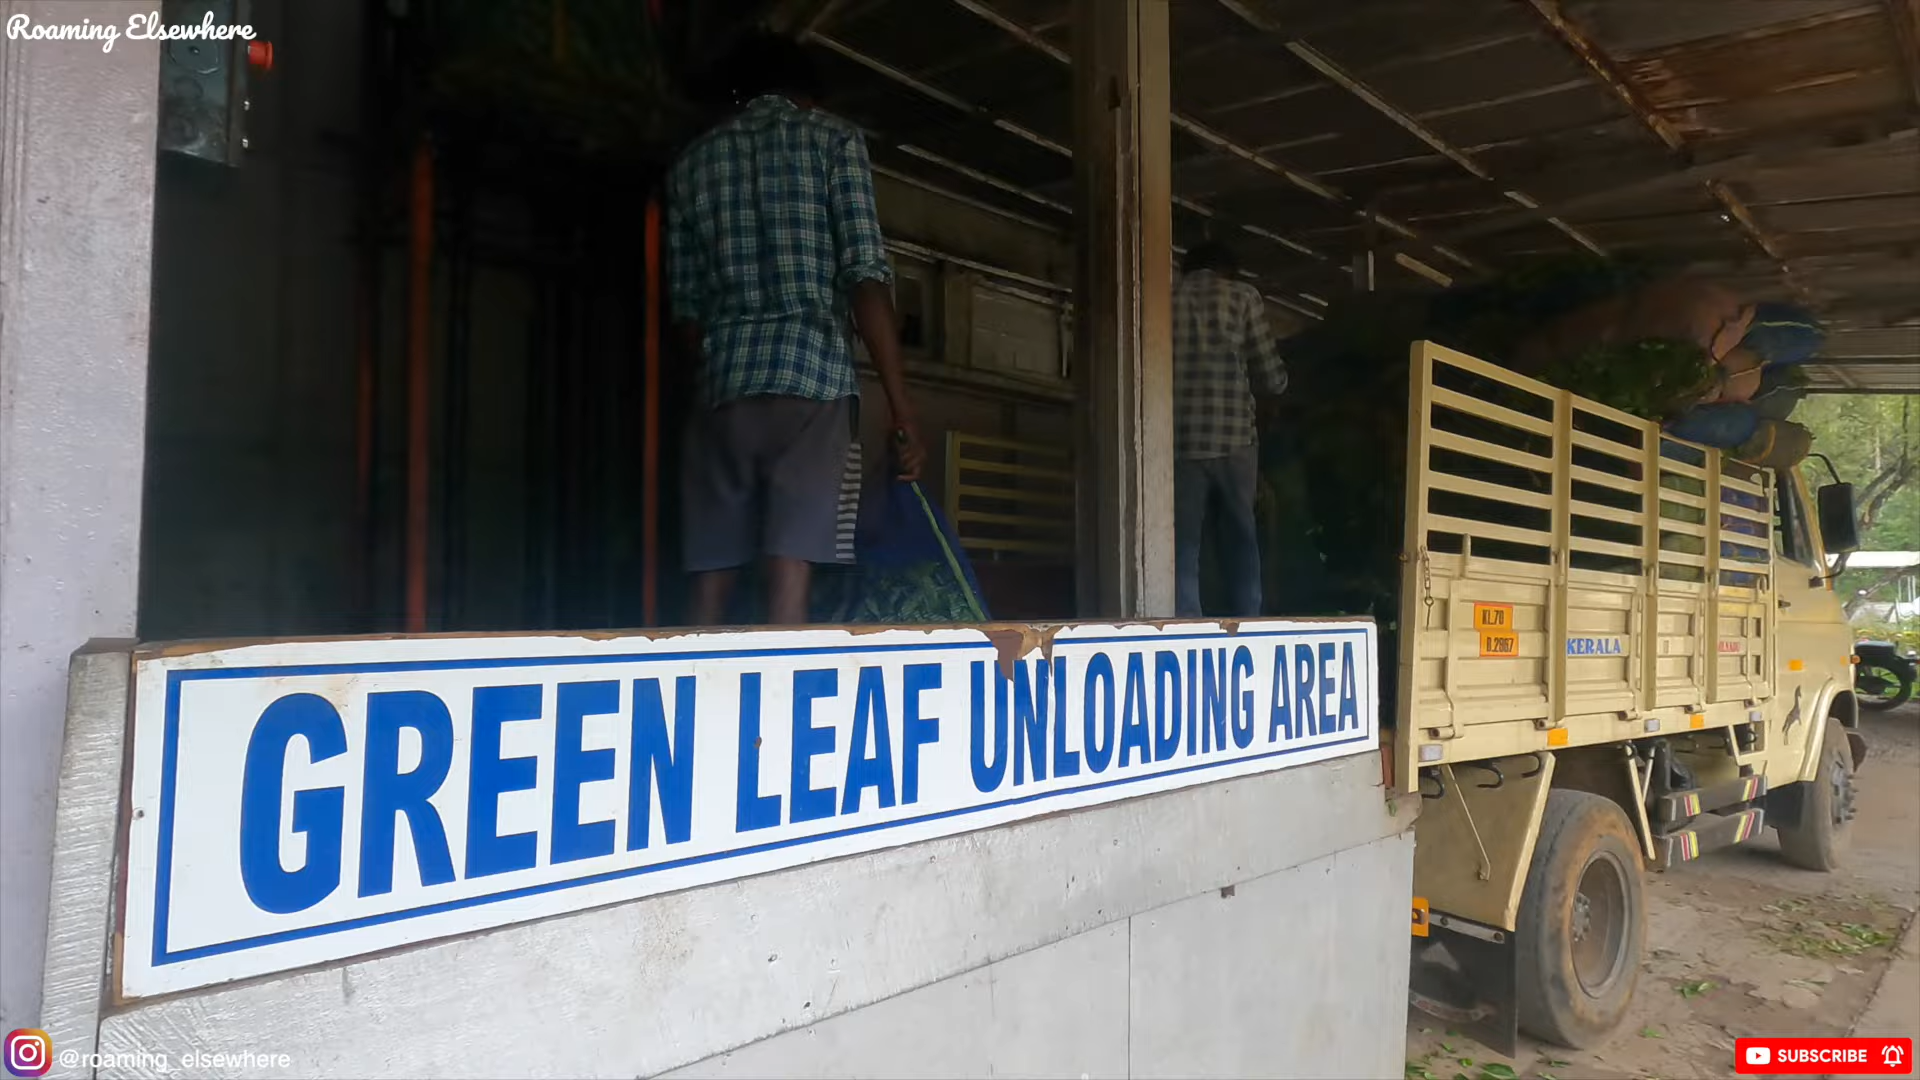 Roaming Elsewhere
GREEN LEAF UNLOADING AREA
KL.70
D.2867
KERALA
@roaming_elsewhere
SUBSCRIBE